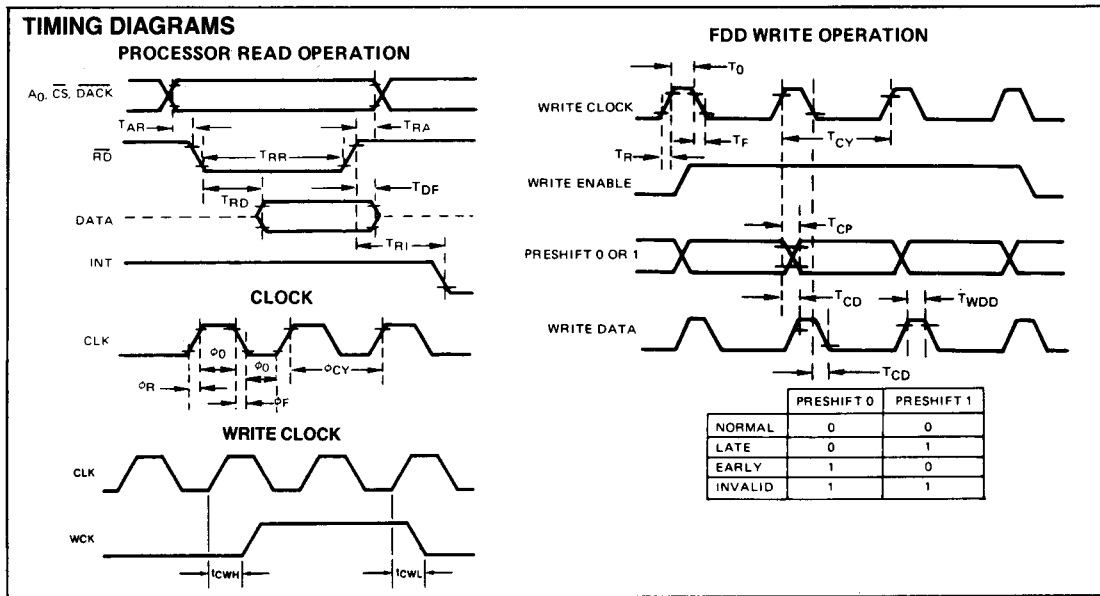 TIMING DIAGRAMS
PROCESSOR READ OPERATION
A0, CS, DACK
TAR
TRA
RD
TRR
TRD
TDF
DATA
TRI
INT
CLOCK
CLK
φ0
φ0
φCY
φR
φF
WRITE CLOCK
CLK
WCK
tCWH
tCWL
FDD WRITE OPERATION
T0
WRITE CLOCK
TCY
TR
TF
WRITE ENABLE
TCP
PRESHIFT 0 OR 1
TCD
TWDD
WRITE DATA
TCD
PRESHIFT 0 PRESHIFT 1
NORMAL 0 0
LATE 0 1
EARLY 1 0
INVALID 1 1